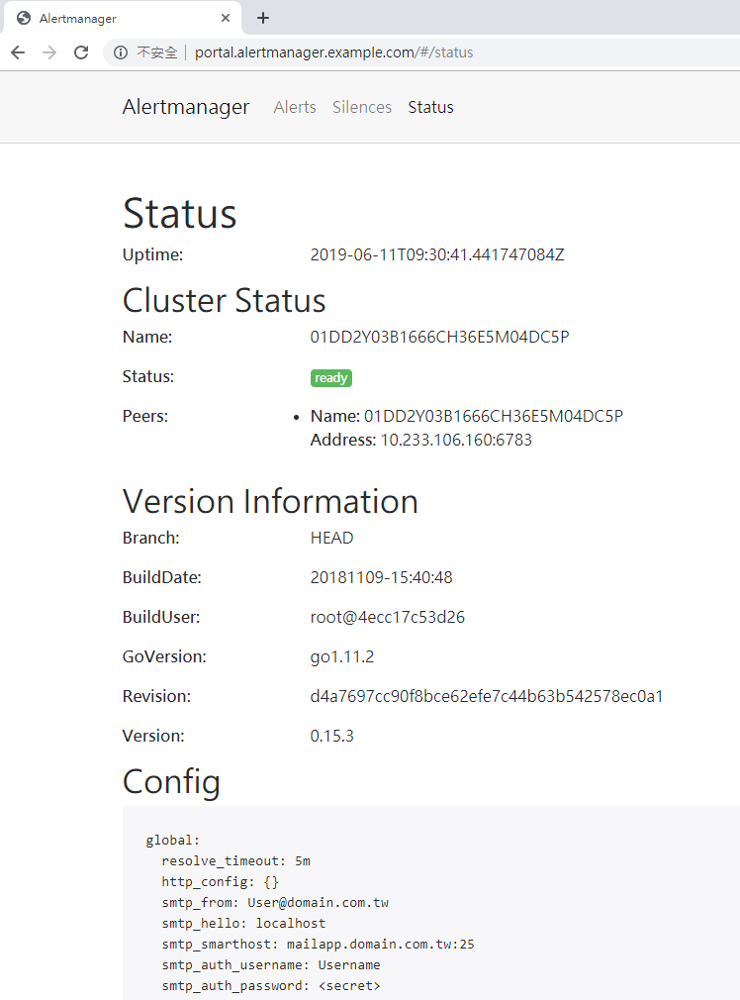 Alertmanager
不安全 | portal.alertmanager.example.com/#/status
Alertmanager Alerts Silences Status
Status
Uptime: 2019-06-11T09:30:41.441747084Z
Cluster Status
Name: 01DD2Y03B1666CH36E5M04DC5P
Status: ready
Peers: • Name: 01DD2Y03B1666CH36E5M04DC5P
Address: 10.233.106.160:6783
Version Information
Branch: HEAD
BuildDate: 20181109-15:40:48
BuildUser: root@4ecc17c53d26
GoVersion: go1.11.2
Revision: d4a7697cc90f8bce62efe7c44b63b542578ec0a1
Version: 0.15.3
Config
global:
  resolve_timeout: 5m
  http_config: {}
  smtp_from: User@domain.com.tw
  smtp_hello: localhost
  smtp_smarthost: mailapp.domain.com.tw:25
  smtp_auth_username: Username
  smtp_auth_password: <secret>